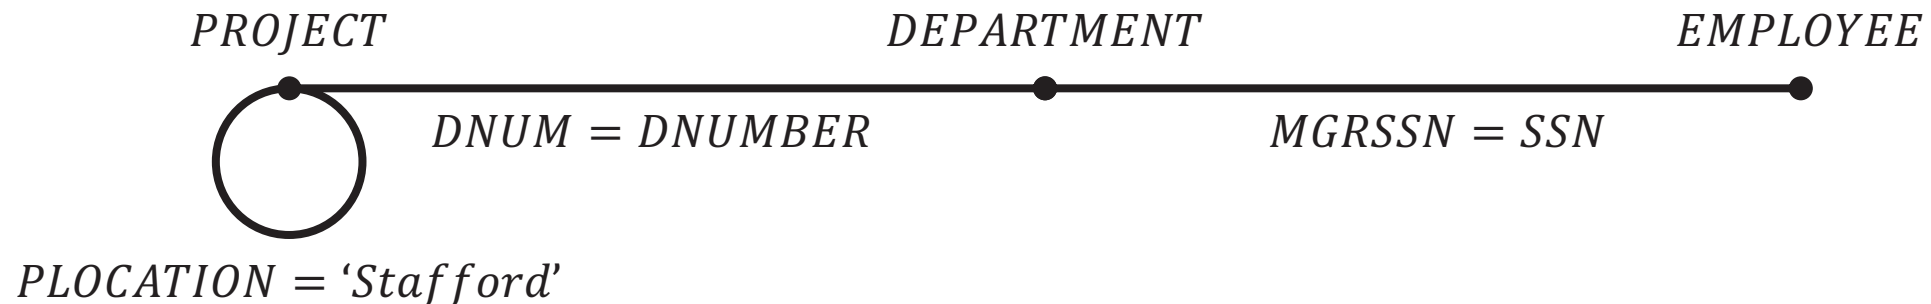 PROJECT DEPARTMENT EMPLOYEE
DNUM = DNUMBER MGRSSN = SSN
PLOCATION = ‘Stafford’